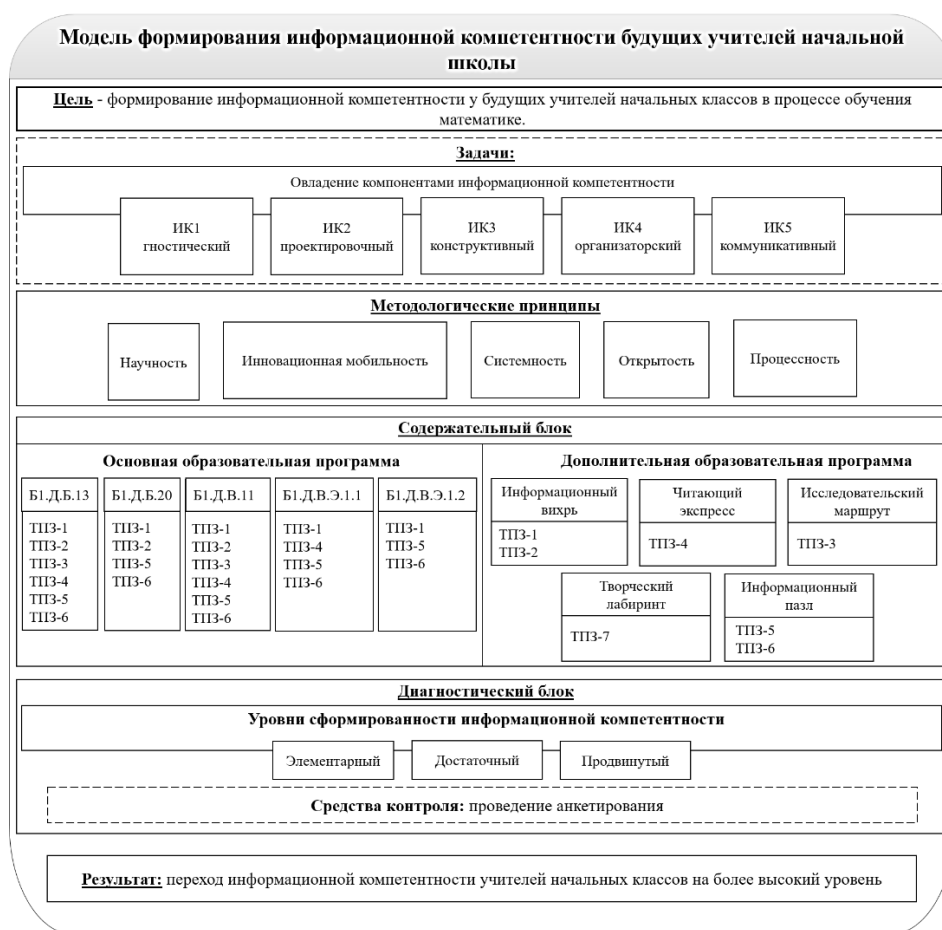 Модель формирования информационной компетентности будущих учителей начальной
школы
Цель - формирование информационной компетентности у будущих учителей начальных классов в процессе обучения
математике.
Задачи:
Овладение компонентами информационной компетентности
ИК1
гностический
ИК2
проектировочный
ИК3
конструктивный
ИК4
организаторский
ИК5
коммуникативный
Методологические принципы
Научность
Инновационная мобильность
Системность
Открытость
Процессность
Содержательный блок
Основная образовательная программа
Б1.Д.Б.13
ТПЗ-1
ТПЗ-2
ТПЗ-3
ТПЗ-4
ТПЗ-5
ТПЗ-6
Б1.Д.Б.20
ТПЗ-1
ТПЗ-2
ТПЗ-5
ТПЗ-6
Б1.Д.В.11
ТПЗ-1
ТПЗ-2
ТПЗ-3
ТПЗ-4
ТПЗ-5
ТПЗ-6
Б1.Д.В.Э.1.1
ТПЗ-1
ТПЗ-4
ТПЗ-5
ТПЗ-6
Б1.Д.В.Э.1.2
ТПЗ-1
ТПЗ-5
ТПЗ-6
Дополнительная образовательная программа
Информационный
вихрь
ТПЗ-1
ТПЗ-2
Читающий
экспресс
ТПЗ-4
Исследовательский
маршрут
ТПЗ-3
Творческий
лабиринт
ТПЗ-7
Информационный
пазл
ТПЗ-5
ТПЗ-6
Диагностический блок
Уровни сформированности информационной компетентности
Элементарный
Достаточный
Продвинутый
Средства контроля: проведение анкетирования
Результат: переход информационной компетентности учителей начальных классов на более высокий уровень